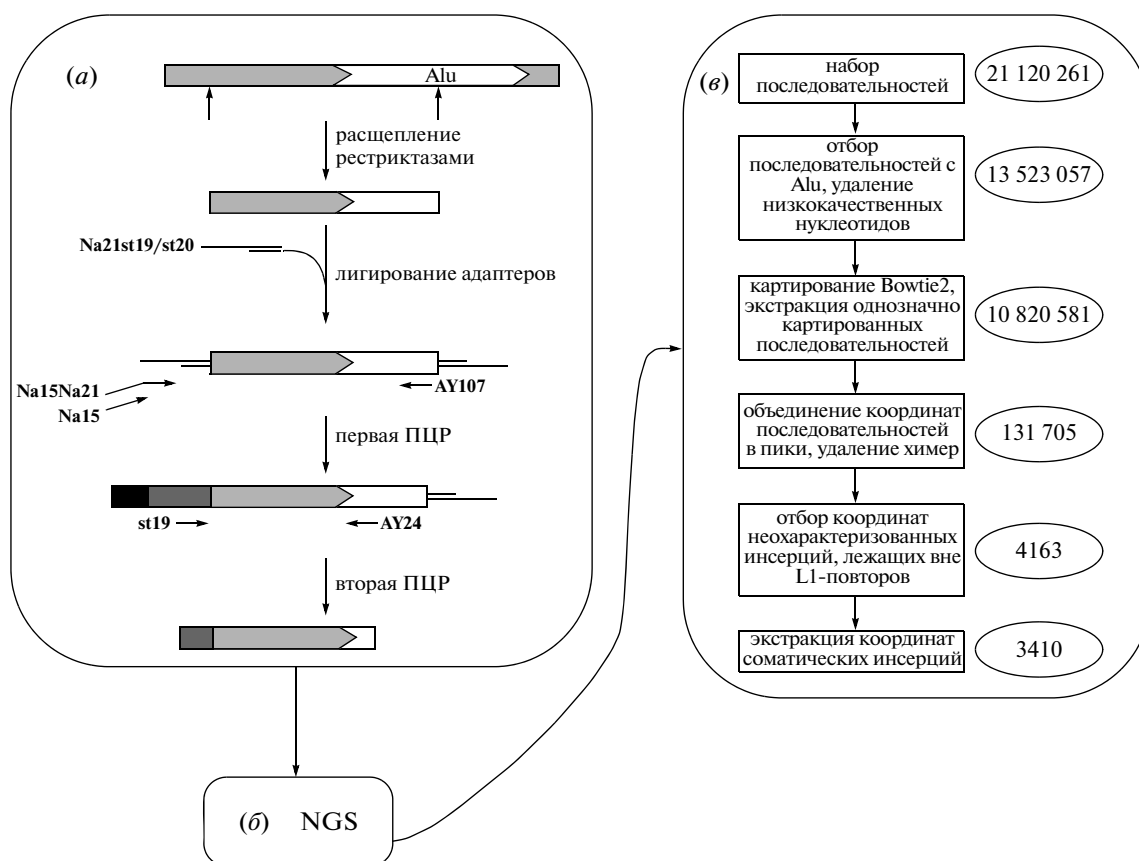 (а)
Alu
расщепление
рестриктазами
Na21st19/st20
лигирование адаптеров
Na15Na21
Na15
AY107
первая ПЦР
st19
AY24
вторая ПЦР
(б) NGS
(в)
набор
последовательностей
21 120 261
отбор
последовательностей с
Alu, удаление
низкокачественных
нуклеотидов
13 523 057
картирование Bowtie2,
экстракция однозначно
картированных
последовательностей
10 820 581
объединение координат
последовательностей
в пики, удаление химер
131 705
отбор координат
неохарактеризованных
инсерций, лежащих вне
L1-повторов
4163
экстракция координат
соматических инсерций
3410